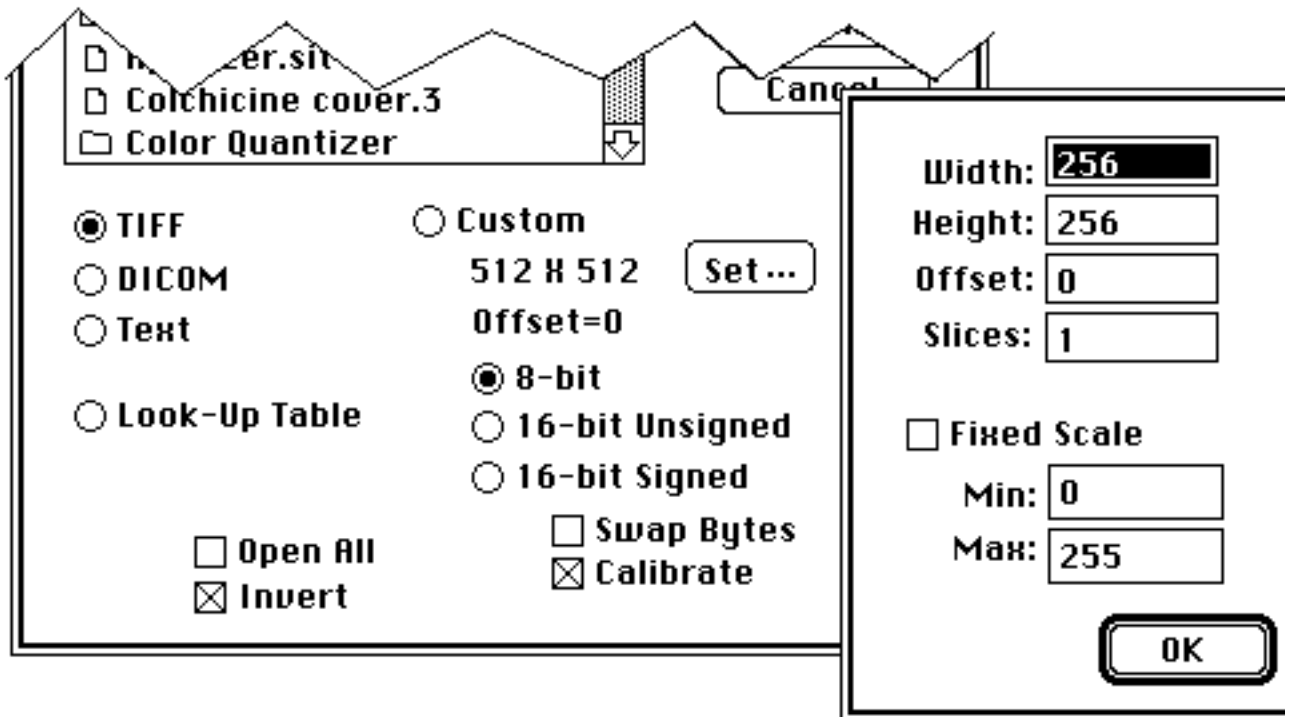 Colchicine cover.3
Color Quantizer
TIFF
DICOM
Text
Look-Up Table
Open All
Invert
Custom
512 X 512
Set...
Offset=0
8-bit
16-bit Unsigned
16-bit Signed
Swap Bytes
Calibrate
Cancel
Width: 256
Height: 256
Offset: 0
Slices: 1
Fixed Scale
Min: 0
Max: 255
OK